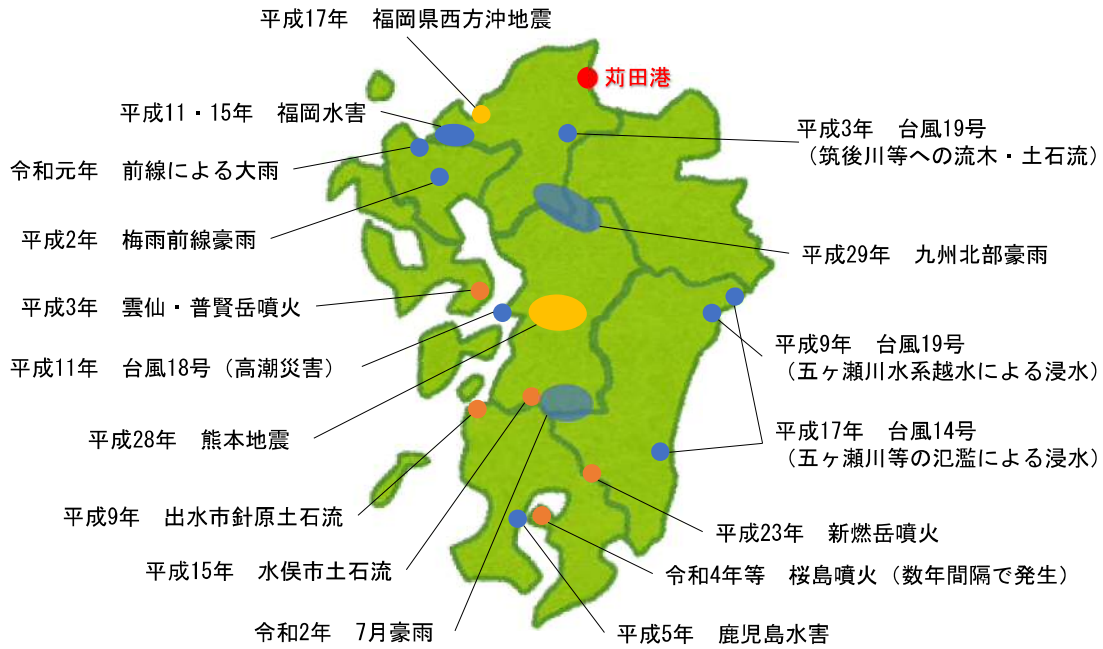 平成17年　福岡県西方沖地震
苅田港
平成11・15年　福岡水害
平成3年　台風19号
（筑後川等への流木・土石流）
令和元年　前線による大雨
平成2年　梅雨前線豪雨
平成29年　九州北部豪雨
平成3年　雲仙・普賢岳噴火
平成9年　台風19号
（五ヶ瀬川水系越水による浸水）
平成11年　台風18号（高潮災害）
平成28年　熊本地震
平成17年　台風14号
（五ヶ瀬川等の氾濫による浸水）
平成9年　出水市針原土石流
平成23年　新燃岳噴火
平成15年　水俣市土石流
令和4年等　桜島噴火（数年間隔で発生）
令和2年　7月豪雨
平成5年　鹿児島水害